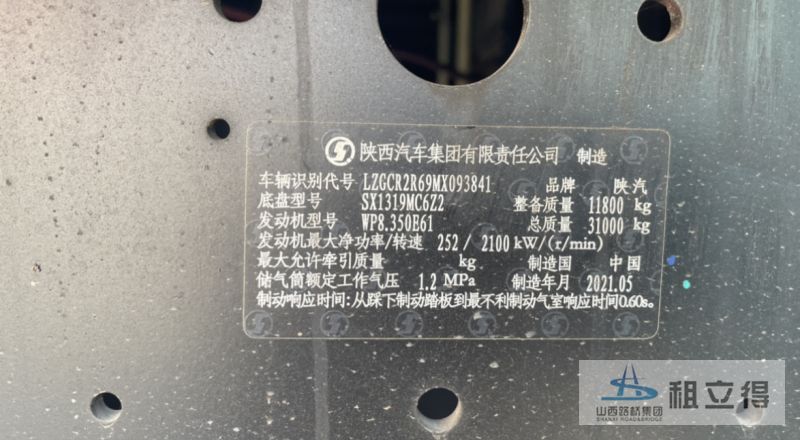 陕西汽车集团有限责任公司 制造
车辆识别代号 LZGCR2R69MX093841 品牌 陕汽
底盘型号 SX1319MC6Z2 整备质量 11800 kg
发动机型号 WP8.350E61 总质量 31000 kg
发动机最大净功率/转速 252 / 2100 kW/(r/min)
最大允许牵引质量 kg 制造国 中国
储气筒额定工作气压 1.2 MPa 制造年月 2021.05
制动响应时间:从踩下制动踏板到最不利制动气室响应时间0.60s。
山西路桥集团 租立得
SHANXI ROAD&BRIDGE